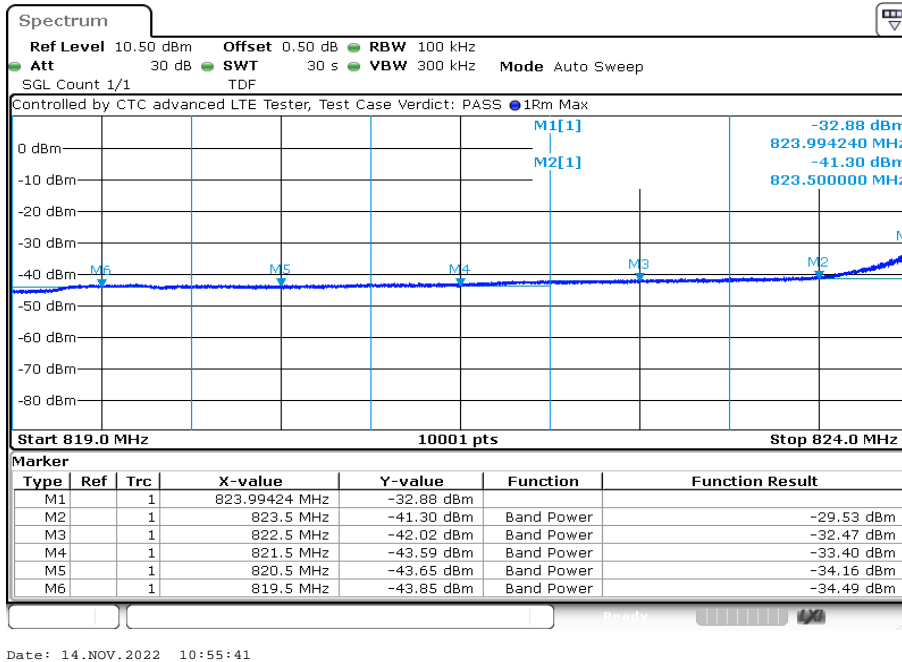 Spectrum
Ref Level 10.50 dBm Offset 0.50 dB RBW 100 kHz
Att 30 dB SWT 30 s VBW 300 kHz Mode Auto Sweep
SGL Count 1/1 TDF
Controlled by CTC advanced LTE Tester, Test Case Verdict: PASS 1Rm Max
M1[1] -32.88 dBm
823.994240 MHz
M2[1] -41.30 dBm
823.500000 MHz
0 dBm
-10 dBm
-20 dBm
-30 dBm
-40 dBm
-50 dBm
-60 dBm
-70 dBm
-80 dBm
M6 M5 M4 M3 M2
Start 819.0 MHz 10001 pts Stop 824.0 MHz
Marker
Type Ref Trc X-value Y-value Function Function Result
M1 1 823.99424 MHz -32.88 dBm
M2 1 823.5 MHz -41.30 dBm Band Power -29.53 dBm
M3 1 822.5 MHz -42.02 dBm Band Power -32.47 dBm
M4 1 821.5 MHz -43.59 dBm Band Power -33.40 dBm
M5 1 820.5 MHz -43.65 dBm Band Power -34.16 dBm
M6 1 819.5 MHz -43.85 dBm Band Power -34.49 dBm
Ready LXI
Date: 14.NOV.2022 10:55:41